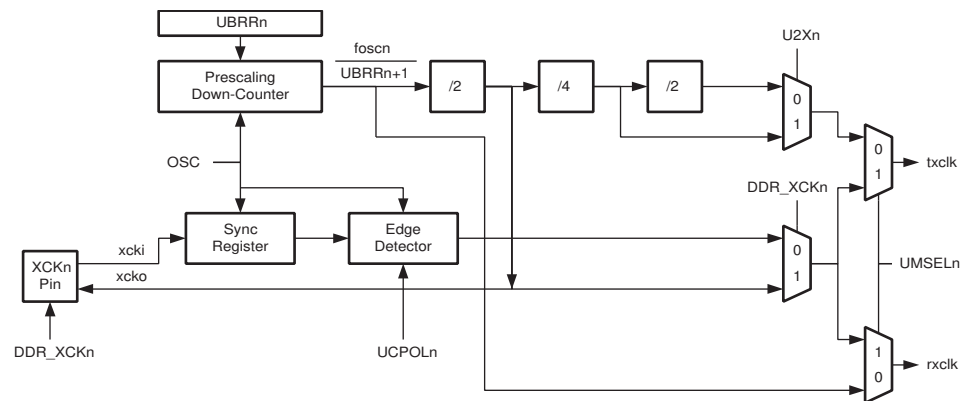 UBRRn
foscn
U2Xn
Prescaling
Down-Counter
UBRRn+1
/2
/4
/2
0
1
OSC
0
1
txclk
DDR_XCKn
xcki
Sync
Register
Edge
Detector
0
1
XCKn
Pin
xcko
UMSELn
DDR_XCKn
UCPOLn
1
0
rxclk